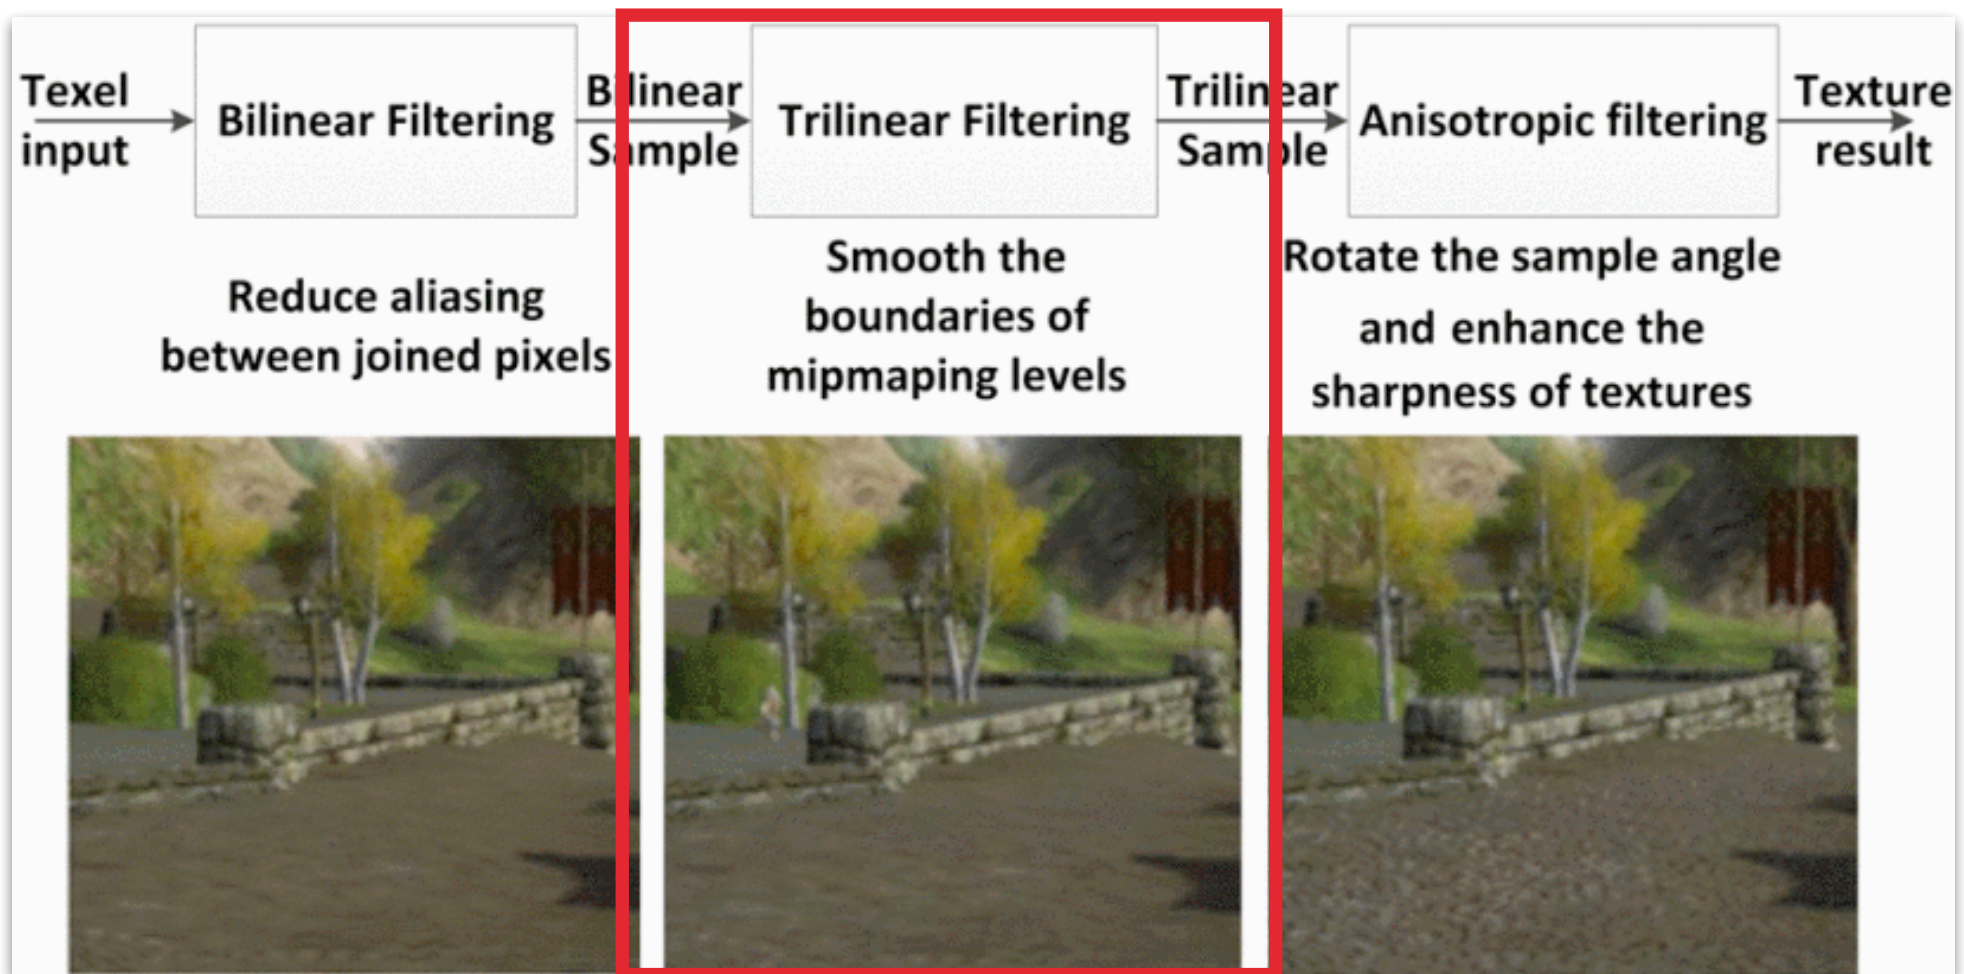 Texel
input
Bilinear Filtering
Bilinear
Sample
Trilinear Filtering
Trilinear
Sample
Anisotropic filtering
Texture
result
Reduce aliasing
between joined pixels
Smooth the
boundaries of
mipmaping levels
Rotate the sample angle
and enhance the
sharpness of textures